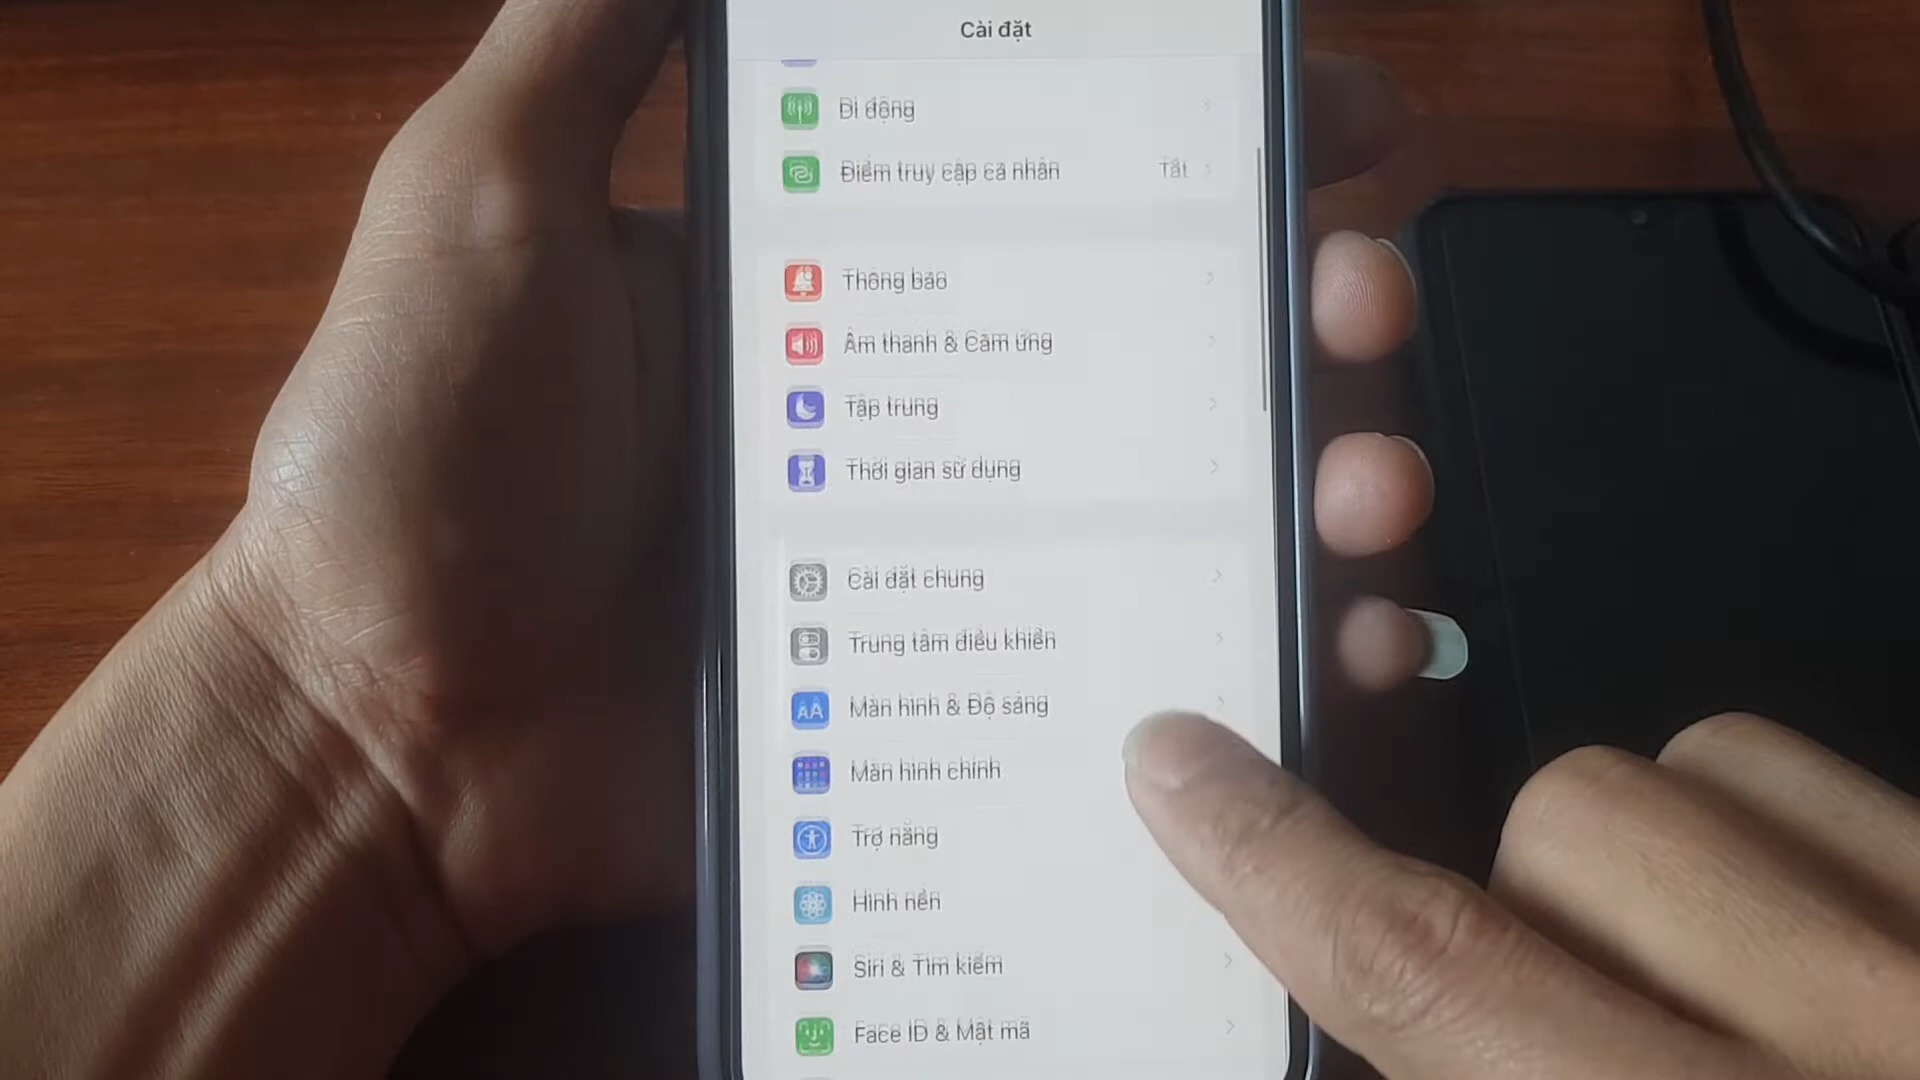 Cài đặt
Di động
Điểm truy cập cá nhân
Tắt
Thông báo
Âm thanh & Cảm ứng
Tập trung
Thời gian sử dụng
Cài đặt chung
Trung tâm điều khiển
AA
Màn hình & Độ sáng
Màn hình chính
Trợ năng
Hình nền
Siri & Tìm kiếm
Face ID & Mật mã